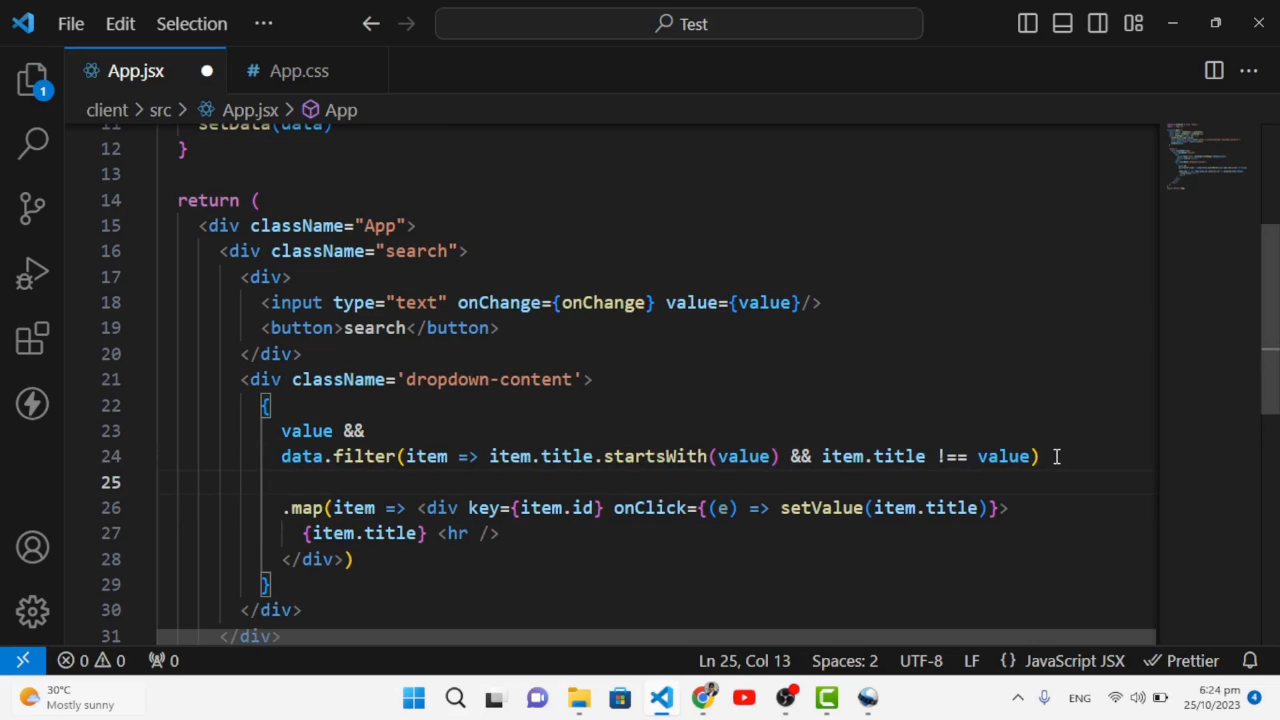 File Edit Selection ··· Test
App.jsx # App.css ···
client > src > App.jsx > App
1
11 setData(data)
12 }
13
14 return (
15 <div className="App">
16 <div className="search">
17 <div>
18 <input type="text" onChange={onChange} value={value}/>
19 <button>search</button>
20 </div>
21 <div className='dropdown-content'>
22 {
23 value &&
24 data.filter(item => item.title.startsWith(value) && item.title !== value)
25
26 .map(item => <div key={item.id} onClick={(e) => setValue(item.title)}>
27 {item.title} <hr />
28 </div>)
29 }
30 </div>
31 </div>
0 0 0 Ln 25, Col 13 Spaces: 2 UTF-8 LF {} JavaScript JSX Prettier
30°C
Mostly sunny
ENG
6:24 pm
25/10/2023
4